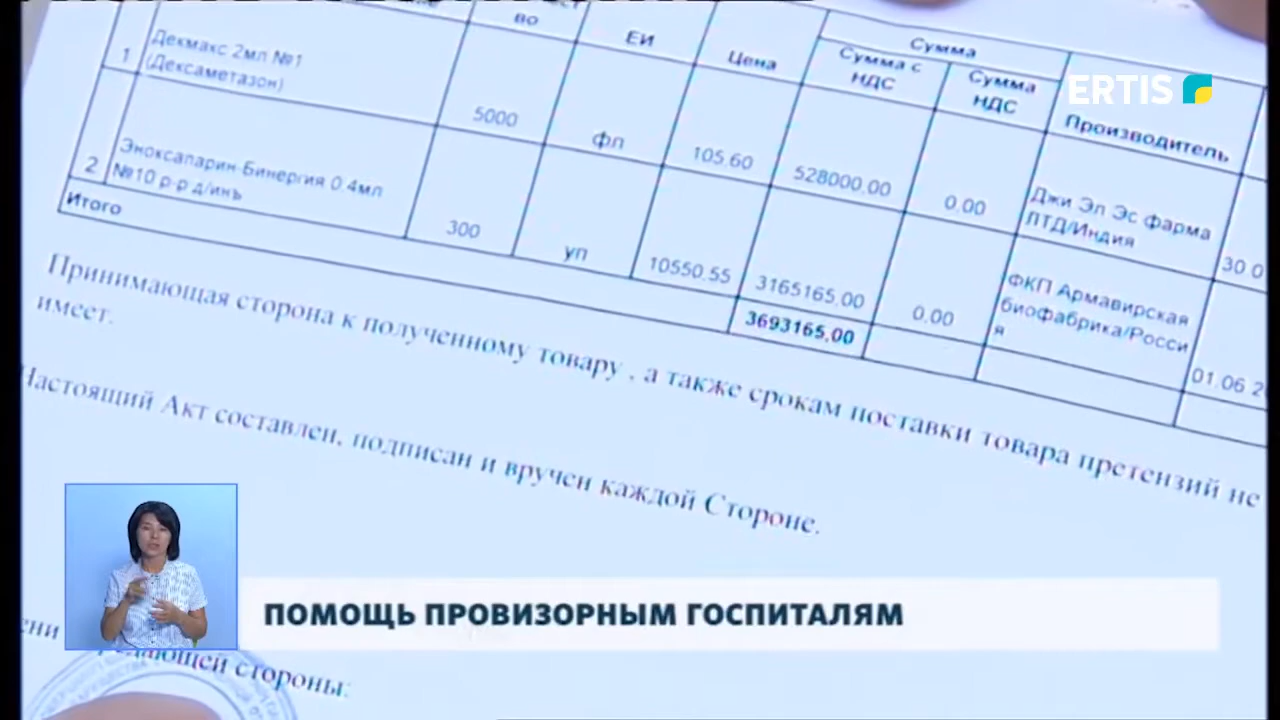 во
ЕИ
Цена
Сумма
Сумма с
НДС
Сумма
НДС
Производитель
ERTIS
1
Декмакс 2мл №1
(Дексаметазон)
5000
фл
105.60
528000,00
0,00
Джи Эл Эс фарма
ЛТД/Индия
30 0
2
Эноксапарин-Бинергия 0.4мл
№10 р-р д/инъ
300
уп
10550.55
3165165,00
0,00
ФКП Армавирская
биофабрика/Росси
я
01.06 2
Итого
3693165,00
Принимающая сторона к полученному товару , а также срокам поставки товара претензий не
имеет.
Настоящий Акт составлен, подписан и вручен каждой Стороне.
ПОМОЩЬ ПРОВИЗОРНЫМ ГОСПИТАЛЯМ
стороны: